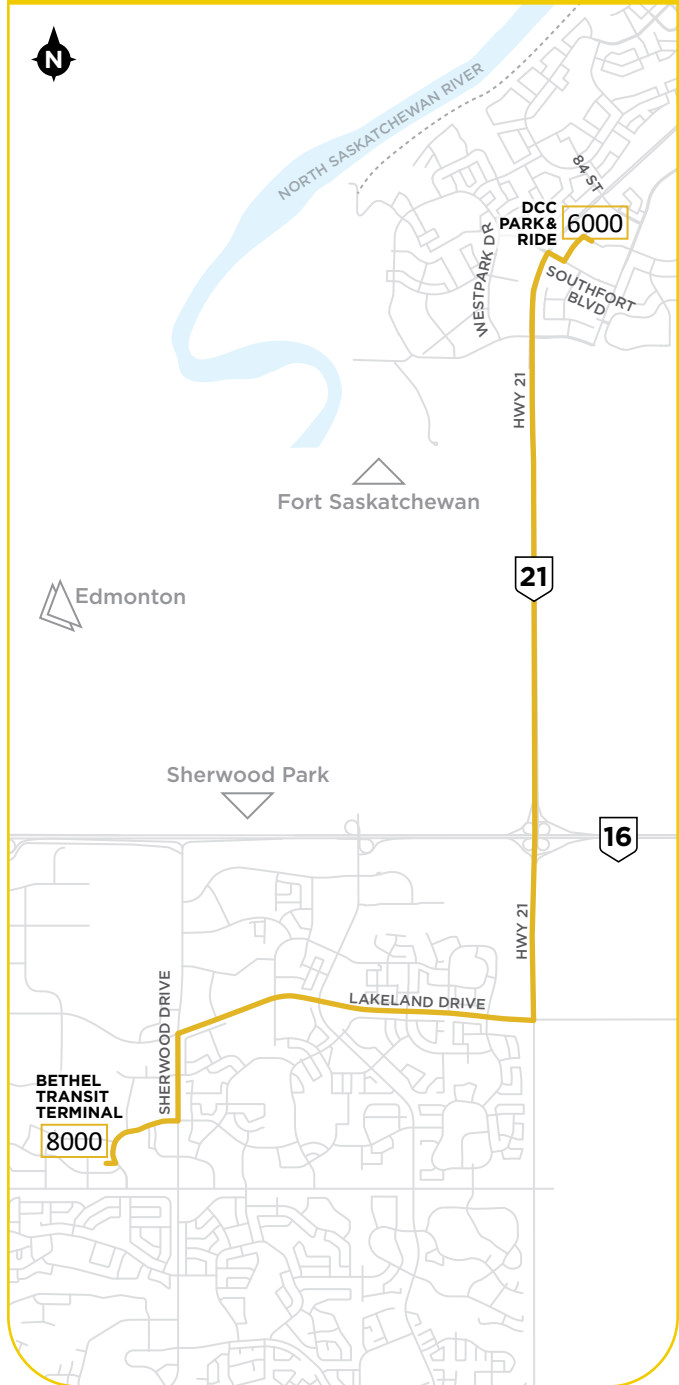 N
NORTH SASKATCHEWAN RIVER
84 ST
DCC
PARK &
RIDE
6000
WESTPARK DR
SOUTHFORT
BLVD
HWY 21
Fort Saskatchewan
21
Edmonton
Sherwood Park
16
HWY 21
LAKELAND DRIVE
SHERWOOD DRIVE
BETHEL
TRANSIT
TERMINAL
8000